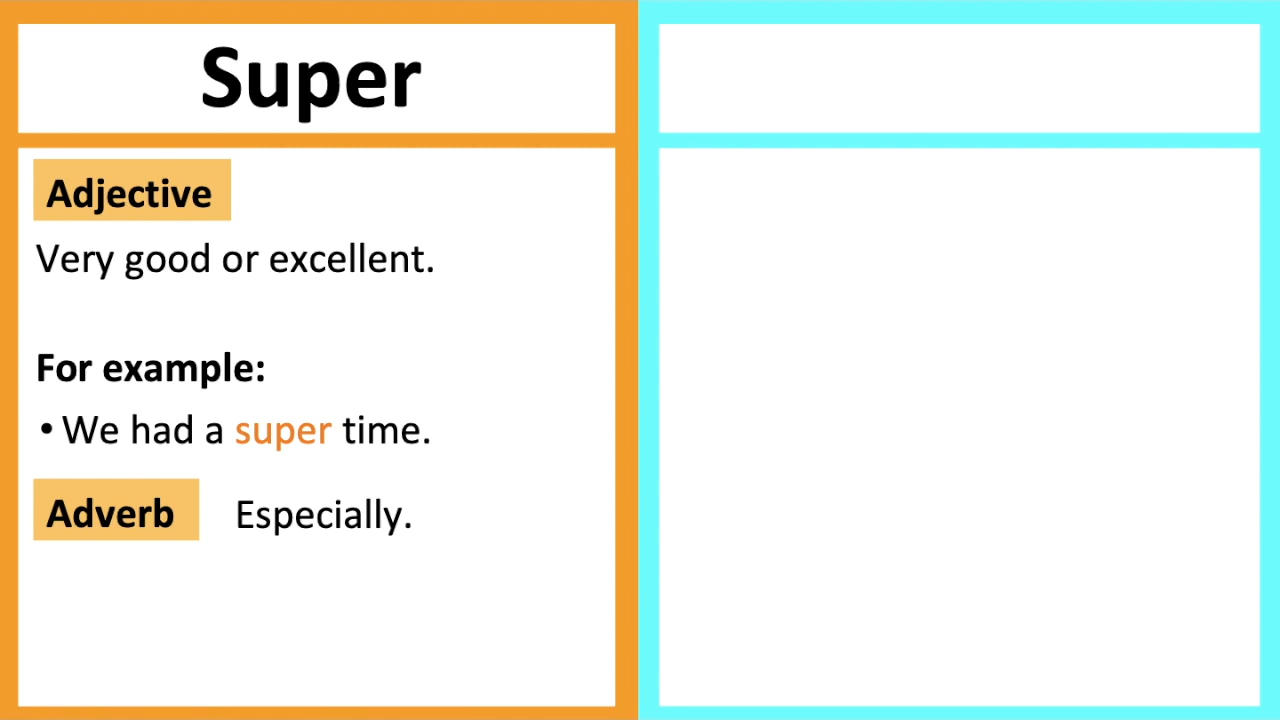 Super
Adjective
Very good or excellent.
For example:
• We had a super time.
Adverb Especially.